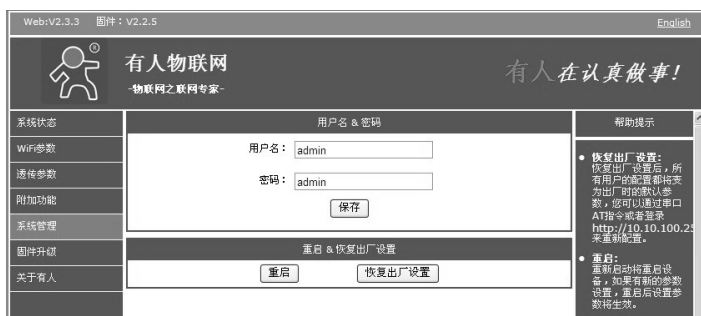 Web:V2.3.3 固件：V2.2.5 English
有人物联网
-物联网之联网专家-
有人在认真做事!
系统状态
WiFi参数
透传参数
附加功能
系统管理
固件升级
关于有人
用户名 & 密码
用户名： admin
密码： admin
保存
重启 & 恢复出厂设置
重启 恢复出厂设置
帮助提示
• 恢复出厂设置:
恢复出厂设置后，所
有用户的配置都将变
为出厂时的默认参
数，您可以通过串口
AT指令或者登录
http://10.10.100.25
来重新配置。
• 重启:
重新启动将重启设
备，如果有新的参数
设置，重启后设置参
数将生效。